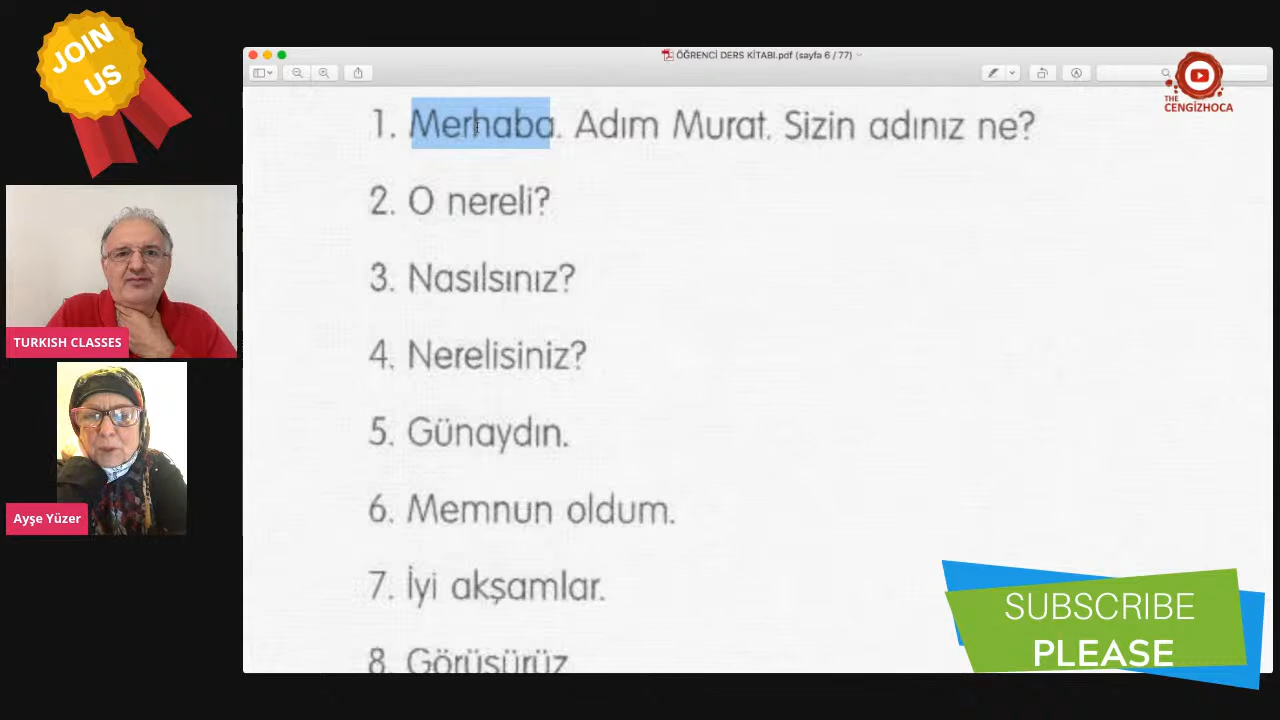 JOIN
US
ÖĞRENCİ DERS KİTABI.pdf (sayfa 6 / 77)
THE
CENGİZHOCA
1. Merhaba. Adım Murat. Sizin adınız ne?
2. O nereli?
3. Nasılsınız?
4. Nerelisiniz?
5. Günaydın.
6. Memnun oldum.
7. İyi akşamlar.
8. Görüşürüz
TURKISH CLASSES
Ayşe Yüzer
SUBSCRIBE
PLEASE